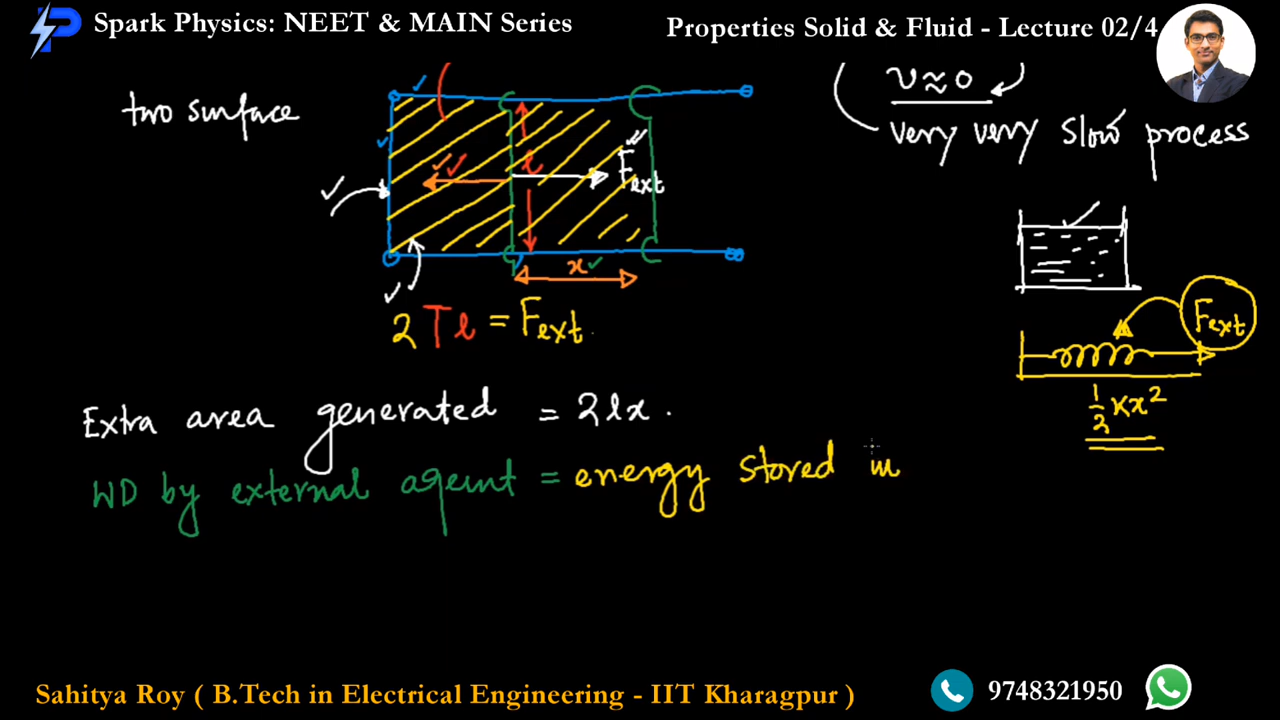 Spark Physics: NEET & MAIN Series
Properties Solid & Fluid - Lecture 02/4
two surface
v ≈ 0
very very slow process
l
Fext
x
2 Tl = Fext
Fext
1/2 Kx²
Extra area generated = 2lx.
WD by external agent = energy stored in
Sahitya Roy ( B.Tech in Electrical Engineering - IIT Kharagpur )
9748321950